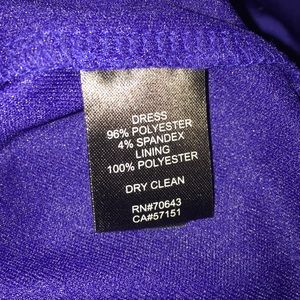 DRESS
96% POLYESTER
4% SPANDEX
LINING
100% POLYESTER
DRY CLEAN
RN#70643
CA#57151